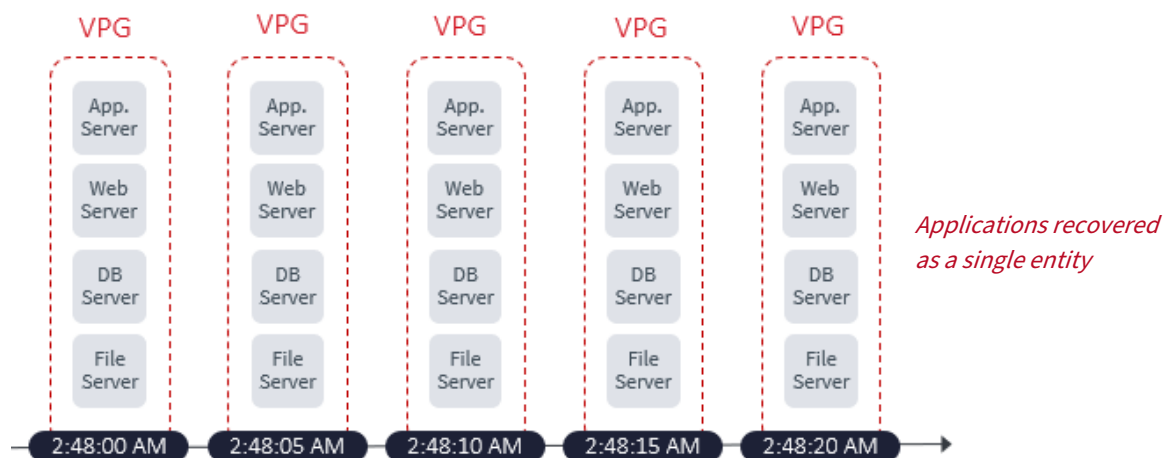 VPG
VPG
VPG
VPG
VPG
App.
Server
App.
Server
App.
Server
App.
Server
App.
Server
Web
Server
Web
Server
Web
Server
Web
Server
Web
Server
DB
Server
DB
Server
DB
Server
DB
Server
DB
Server
File
Server
File
Server
File
Server
File
Server
File
Server
Applications recovered
as a single entity
2:48:00 AM
2:48:05 AM
2:48:10 AM
2:48:15 AM
2:48:20 AM